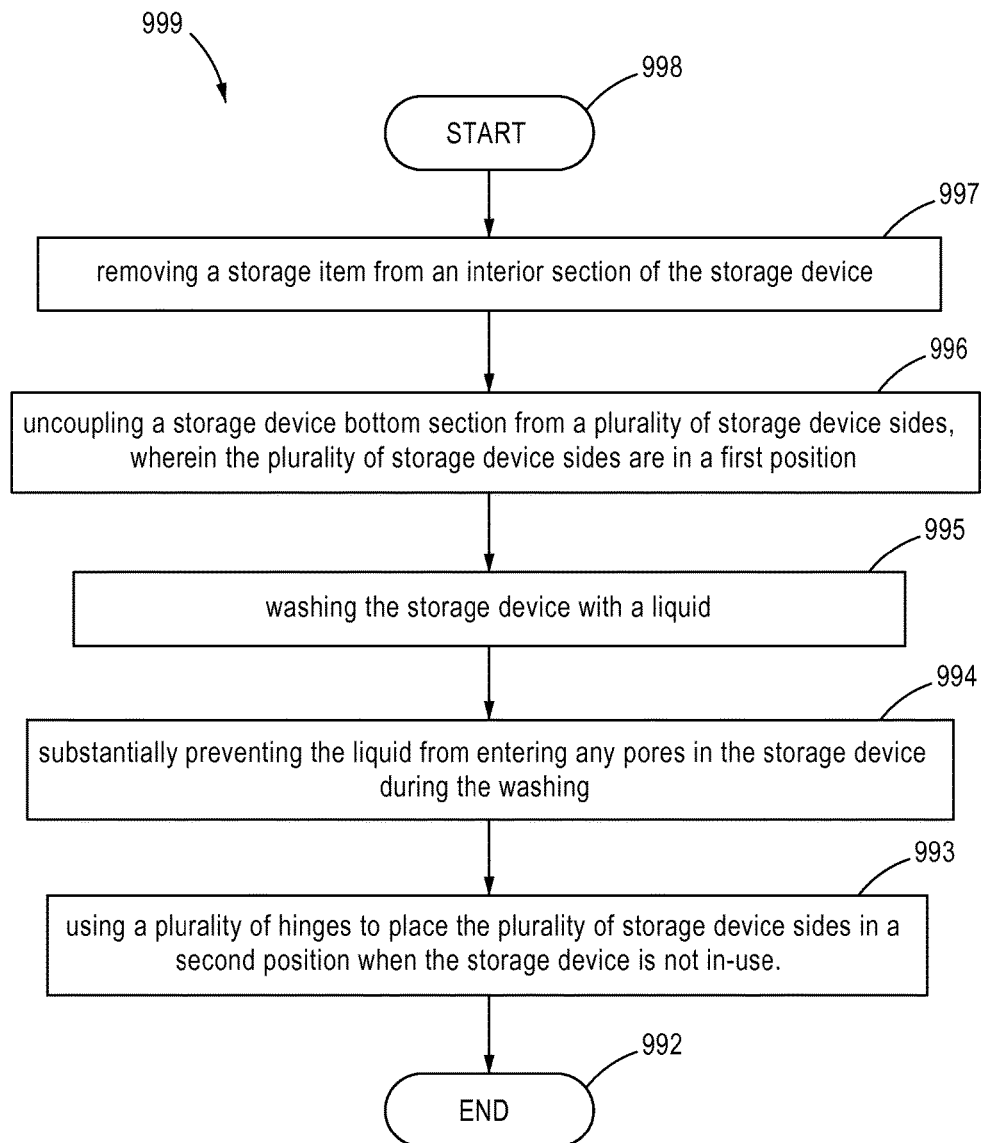 999
998
START
997
removing a storage item from an interior section of the storage device
996
uncoupling a storage device bottom section from a plurality of storage device sides,
wherein the plurality of storage device sides are in a first position
995
washing the storage device with a liquid
994
substantially preventing the liquid from entering any pores in the storage device
during the washing
993
using a plurality of hinges to place the plurality of storage device sides in a
second position when the storage device is not in-use.
992
END